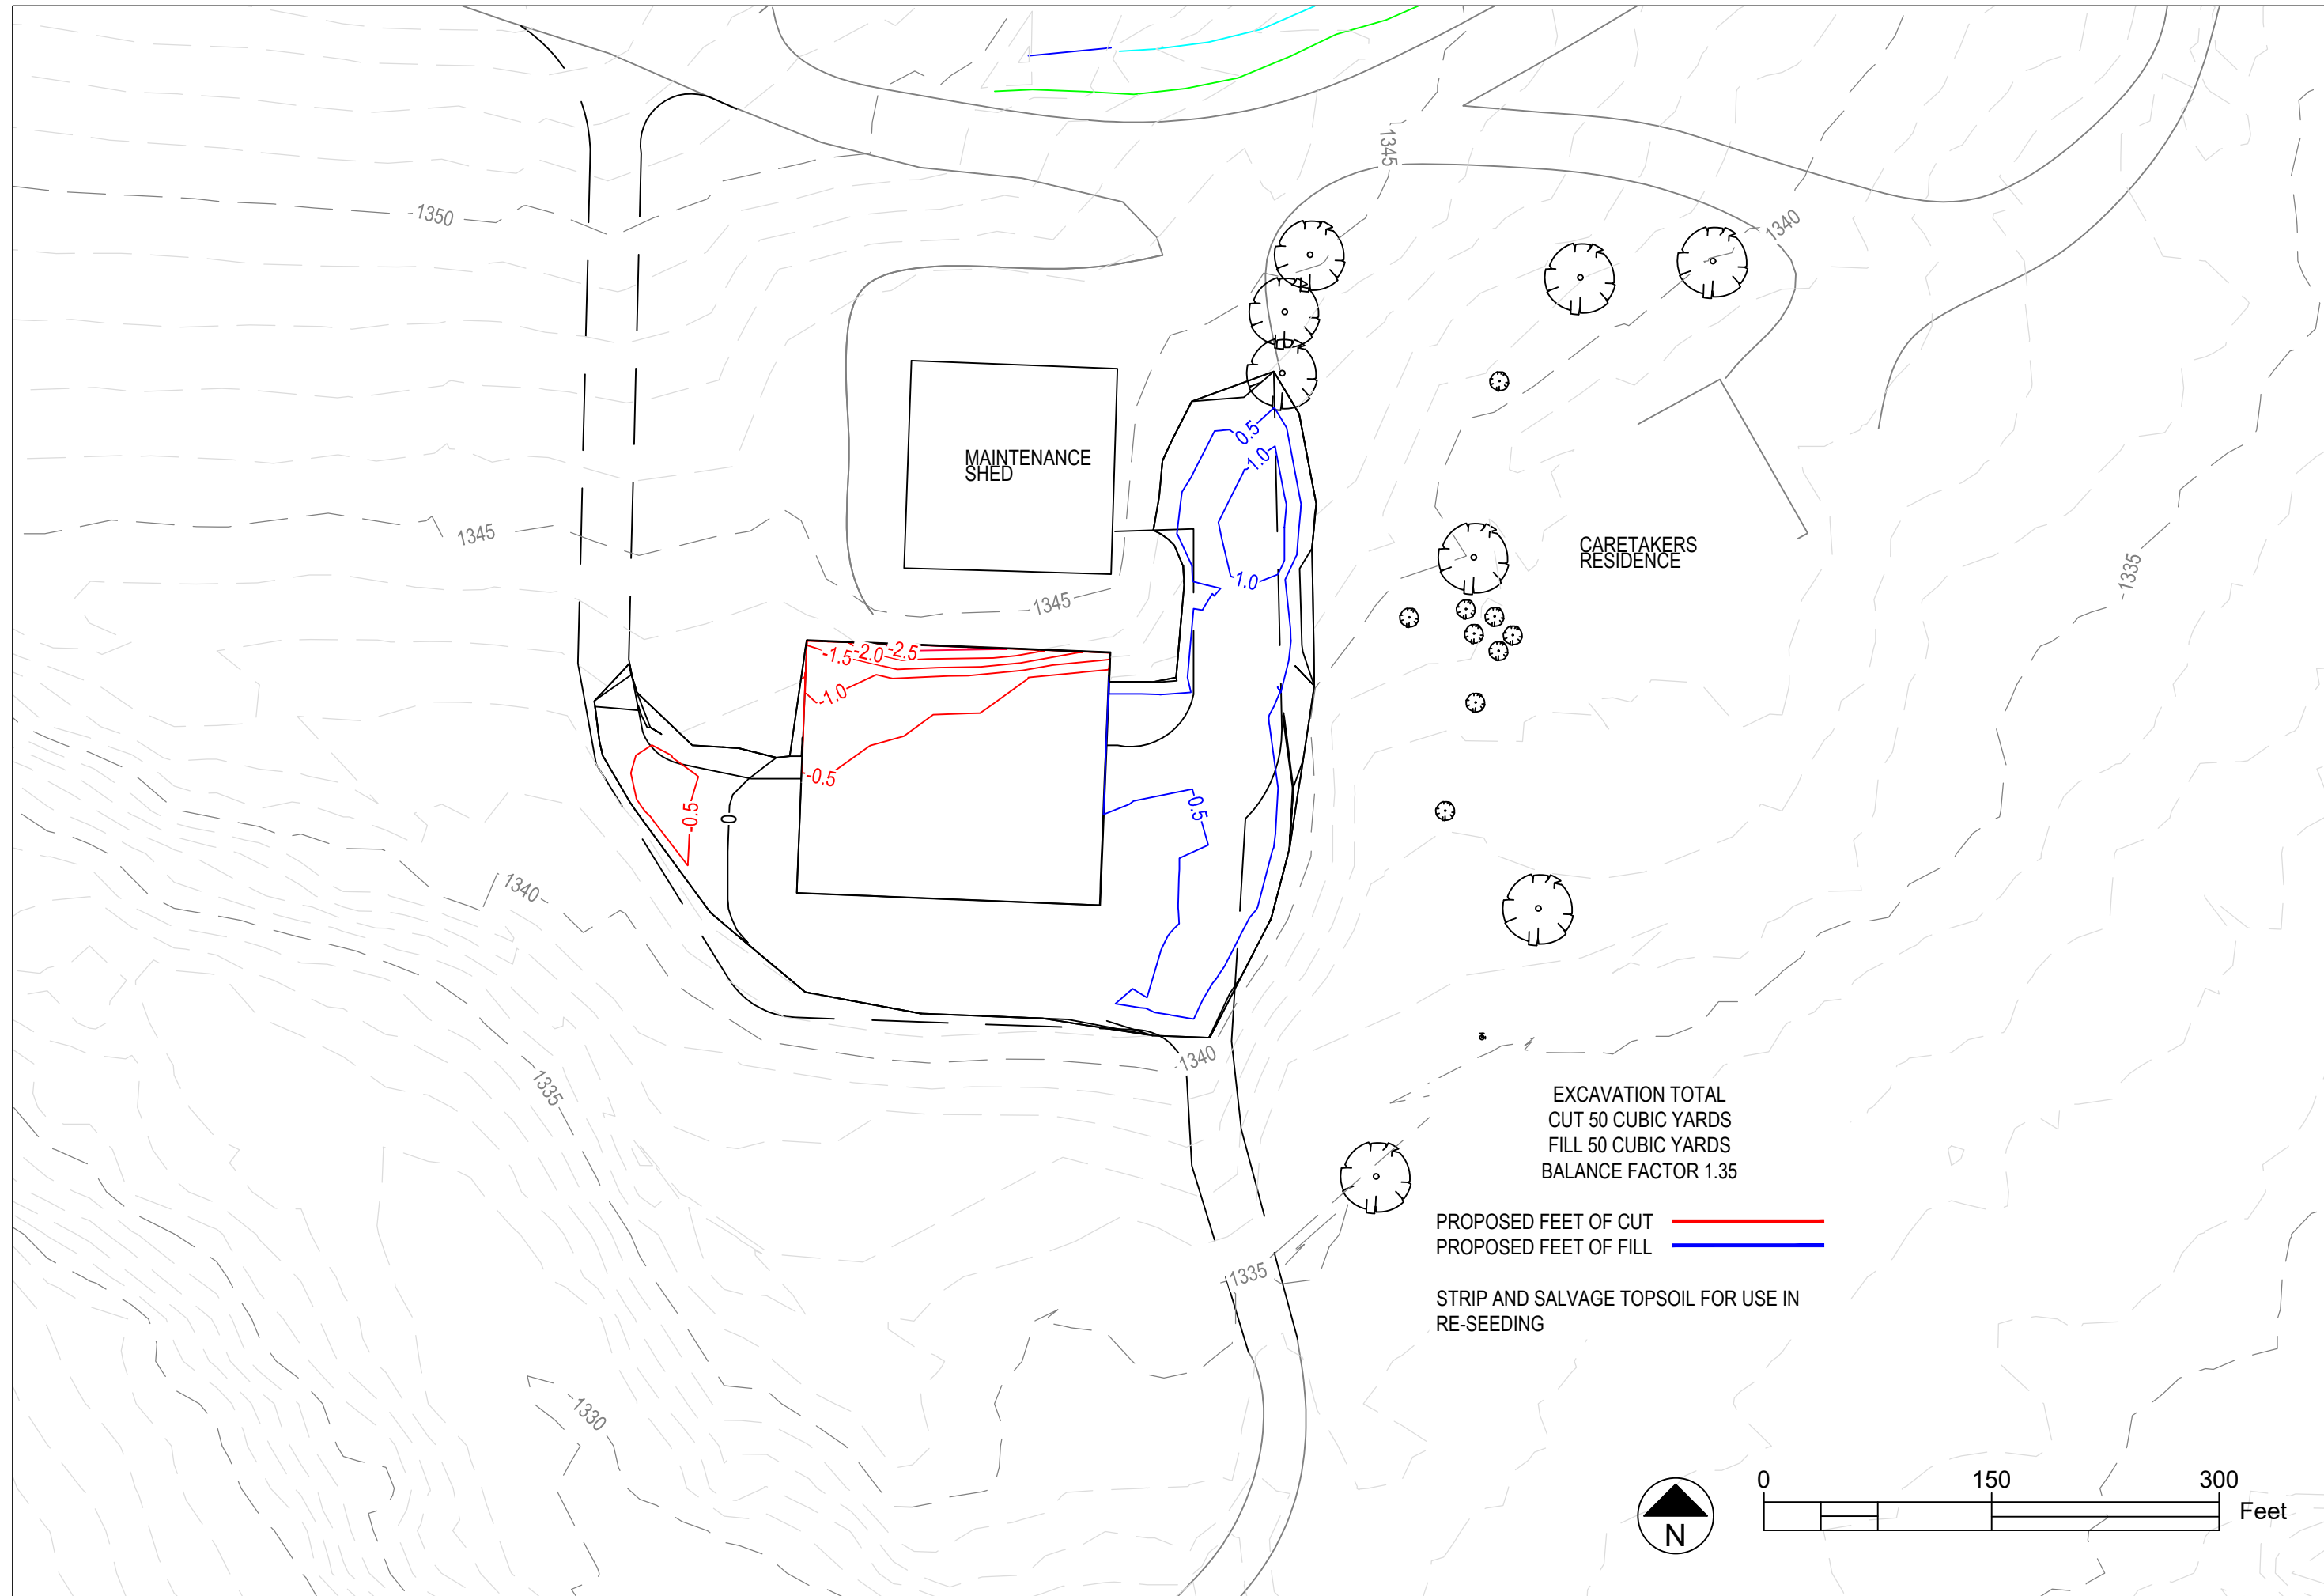 1345
1350
1340
MAINTENANCE
SHED
0.5
1.0
1345
CARETAKERS
RESIDENCE
1335
1.0
1345
-1.5
-2.0
-2.5
-1.0
-0.5
-0.5
0
0.5
1340
1340
1335
EXCAVATION TOTAL
CUT 50 CUBIC YARDS
FILL 50 CUBIC YARDS
BALANCE FACTOR 1.35
PROPOSED FEET OF CUT
PROPOSED FEET OF FILL
1335
STRIP AND SALVAGE TOPSOIL FOR USE IN
RE-SEEDING
1330
0 150 300
Feet
N